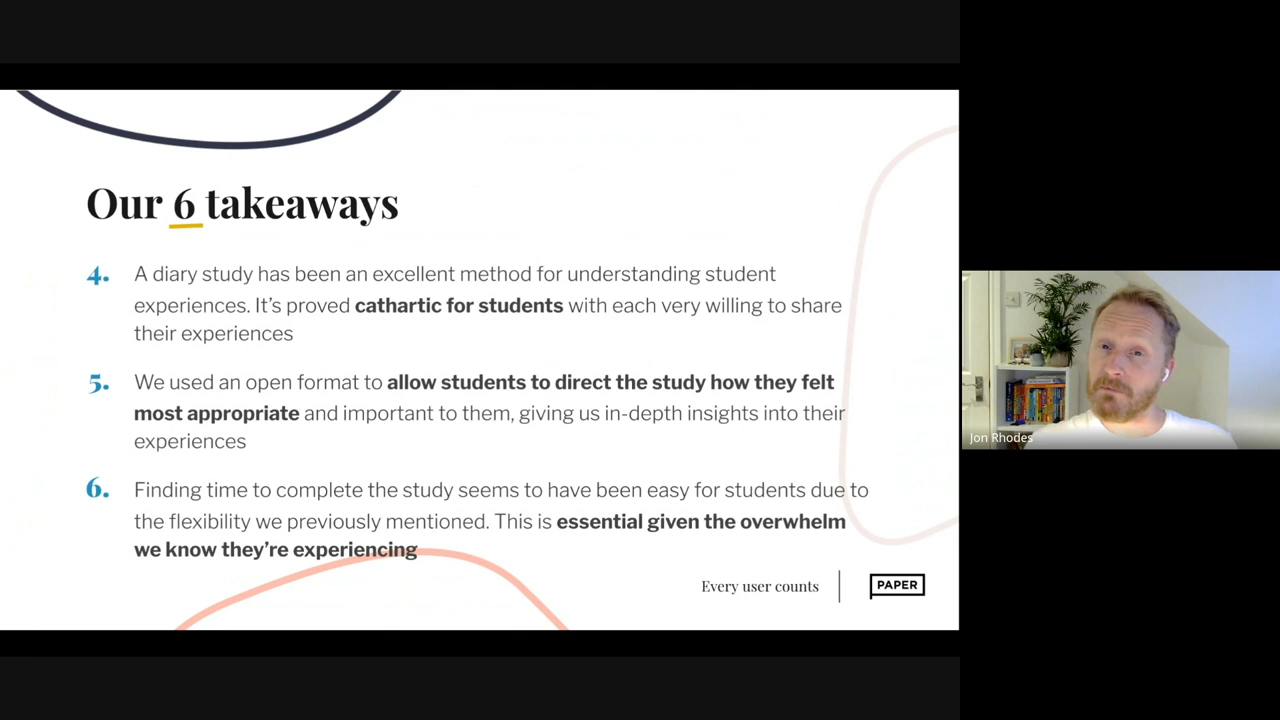 Our 6 takeaways
4. A diary study has been an excellent method for understanding student
experiences. It's proved cathartic for students with each very willing to share
their experiences
5. We used an open format to allow students to direct the study how they felt
most appropriate and important to them, giving us in-depth insights into their
experiences
6. Finding time to complete the study seems to have been easy for students due to
the flexibility we previously mentioned. This is essential given the overwhelm
we know they're experiencing
Every user counts
PAPER
Jon Rhodes